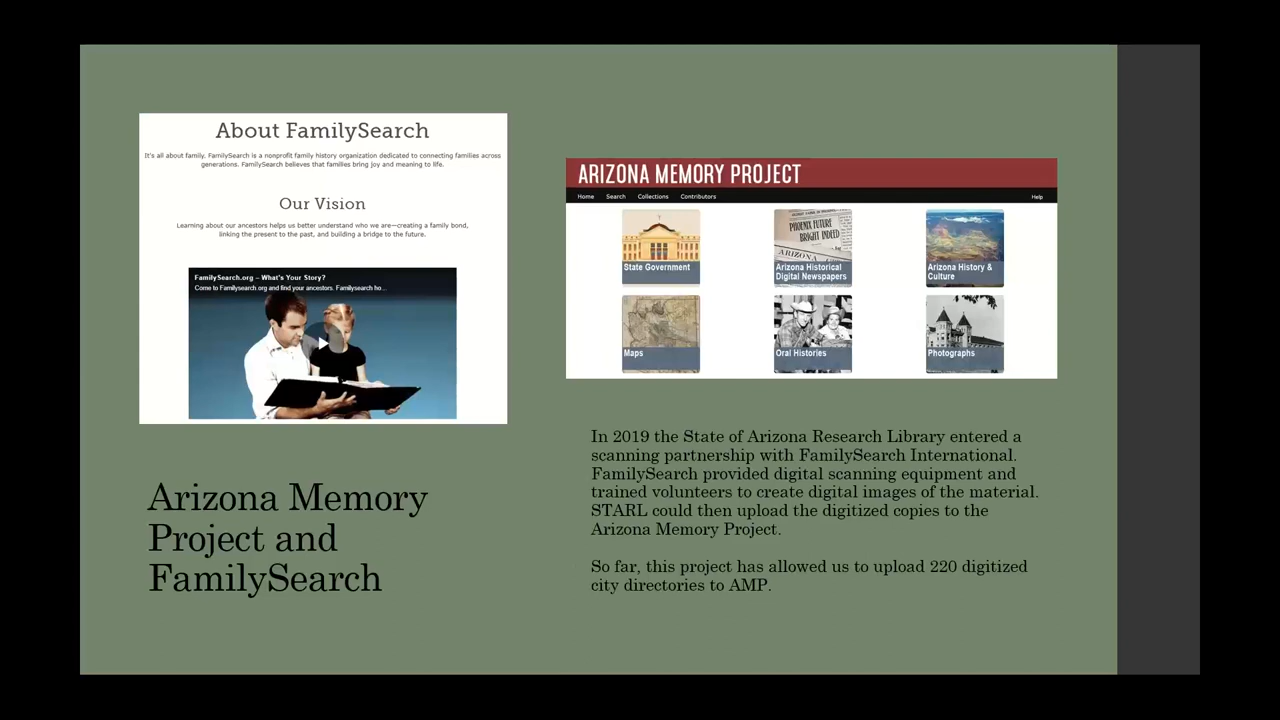 About FamilySearch
It's all about family. FamilySearch is a nonprofit family history organization dedicated to connecting families across
generations. FamilySearch believes that families bring joy and meaning to life.
Our Vision
Learning about our ancestors helps us better understand who we are—creating a family bond,
linking the present to the past, and building a bridge to the future.
FamilySearch.org – What's Your Story?
Come to Familysearch.org and find your ancestors. Familysearch ho...
Arizona Memory
Project and
FamilySearch
ARIZONA MEMORY PROJECT
Home Search Collections Contributors Help
State Government
PHOENIX FUTURE
BRIGHT INDEED
ARIZONA
Arizona Historical
Digital Newspapers
Arizona History &
Culture
Maps
Oral Histories
Photographs
In 2019 the State of Arizona Research Library entered a
scanning partnership with FamilySearch International.
FamilySearch provided digital scanning equipment and
trained volunteers to create digital images of the material.
STARL could then upload the digitized copies to the
Arizona Memory Project.
So far, this project has allowed us to upload 220 digitized
city directories to AMP.